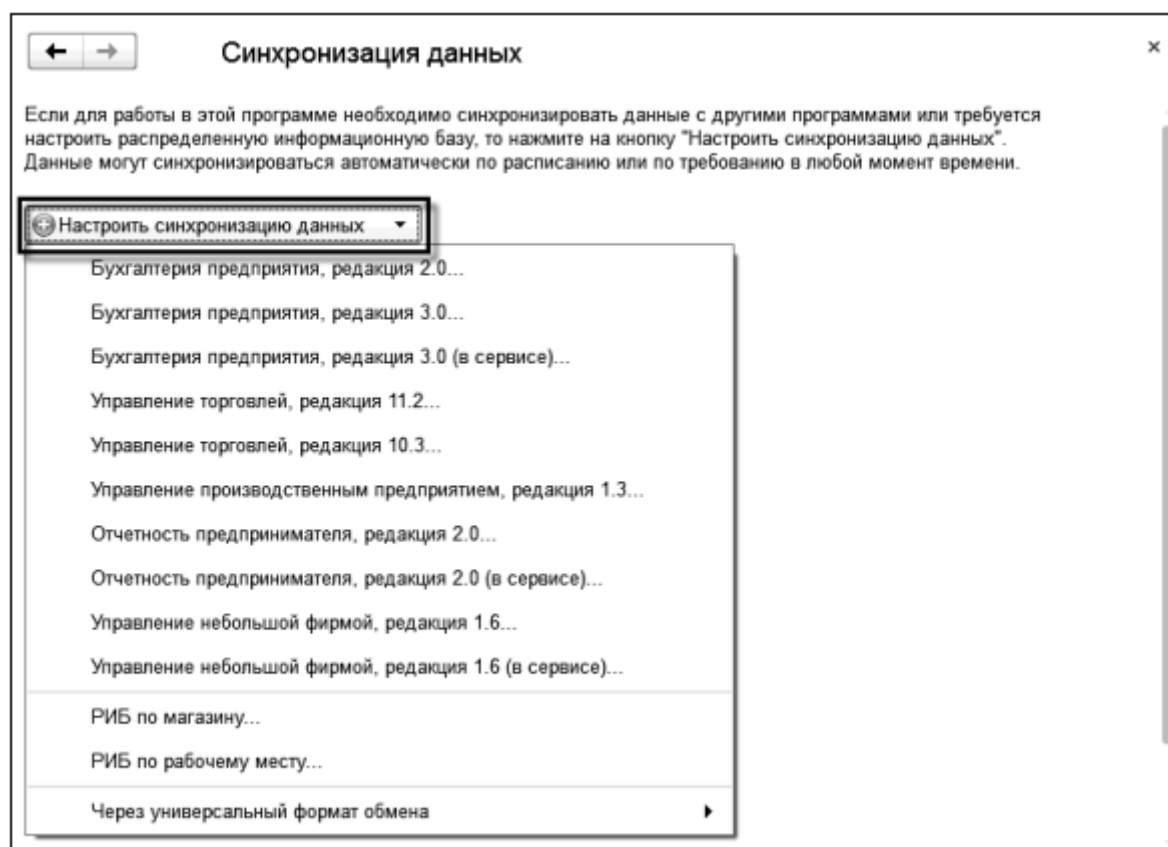 Синхронизация данных
Если для работы в этой программе необходимо синхронизировать данные с другими программами или требуется
настроить распределенную информационную базу, то нажмите на кнопку "Настроить синхронизацию данных".
Данные могут синхронизироваться автоматически по расписанию или по требованию в любой момент времени.
Настроить синхронизацию данных
Бухгалтерия предприятия, редакция 2.0...
Бухгалтерия предприятия, редакция 3.0...
Бухгалтерия предприятия, редакция 3.0 (в сервисе)...
Управление торговлей, редакция 11.2...
Управление торговлей, редакция 10.3...
Управление производственным предприятием, редакция 1.3...
Отчетность предпринимателя, редакция 2.0...
Отчетность предпринимателя, редакция 2.0 (в сервисе)...
Управление небольшой фирмой, редакция 1.6...
Управление небольшой фирмой, редакция 1.6 (в сервисе)...
РИБ по магазину...
РИБ по рабочему месту...
Через универсальный формат обмена